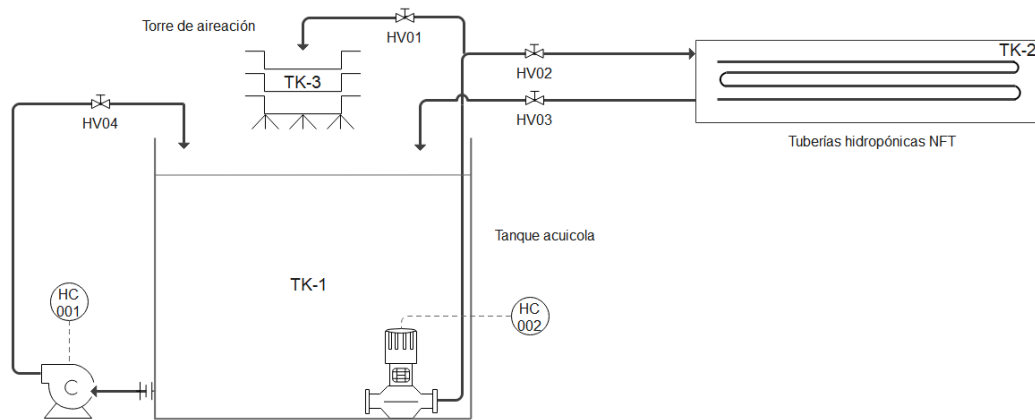 Torre de aireación
HV01
TK-2
TK-3
HV02
HV04
HV03
Tuberías hidropónicas NFT
Tanque acuicola
TK-1
HC
001
HC
002
C